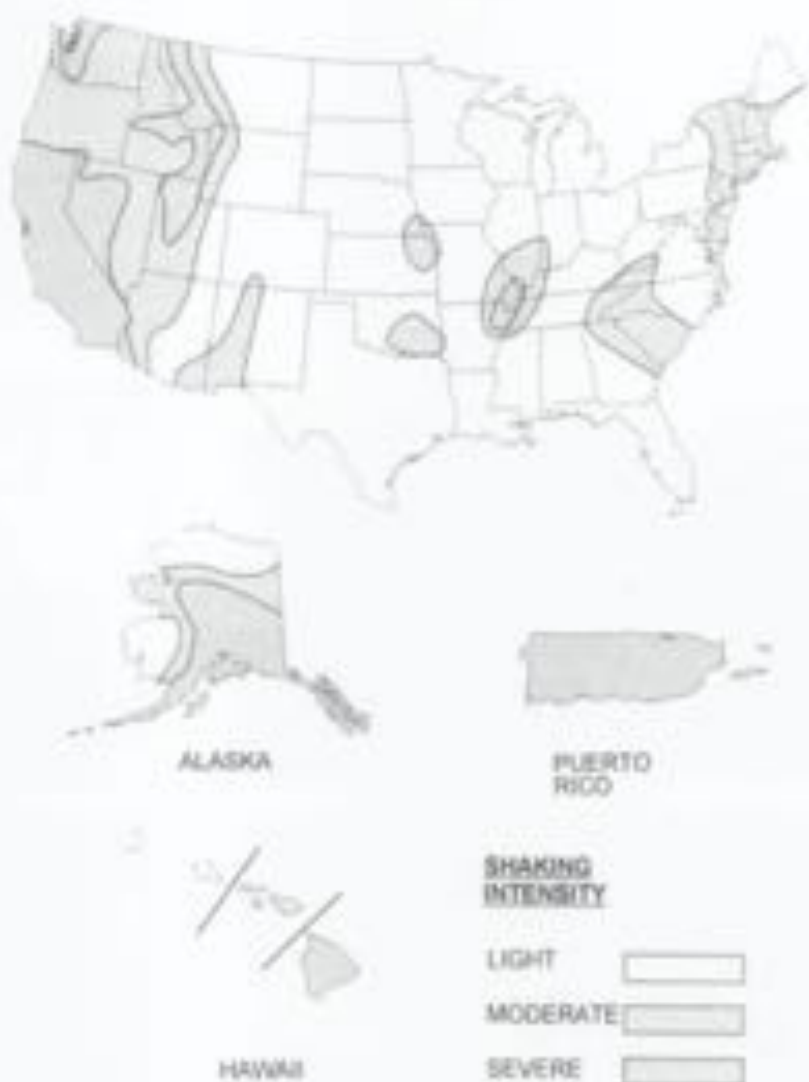 ALASKA
PUERTO
RICO
SHAKING
INTENSITY
LIGHT
MODERATE
HAWAII
SEVERE